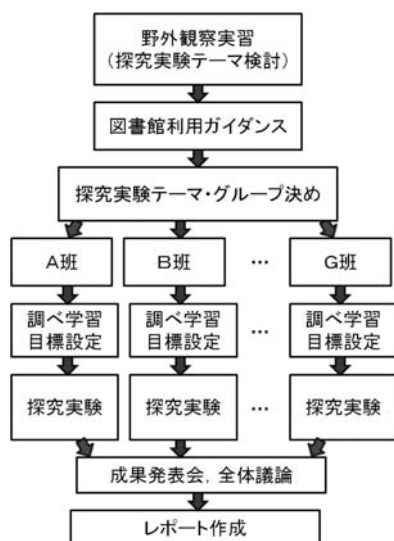 野外観察実習
(探究実験テーマ検討)
図書館利用ガイダンス
探究実験テーマ・グループ決め
A班
B班
…
G班
調べ学習
目標設定
調べ学習
目標設定
…
調べ学習
目標設定
探究実験
探究実験
…
探究実験
成果発表会，全体議論
レポート作成